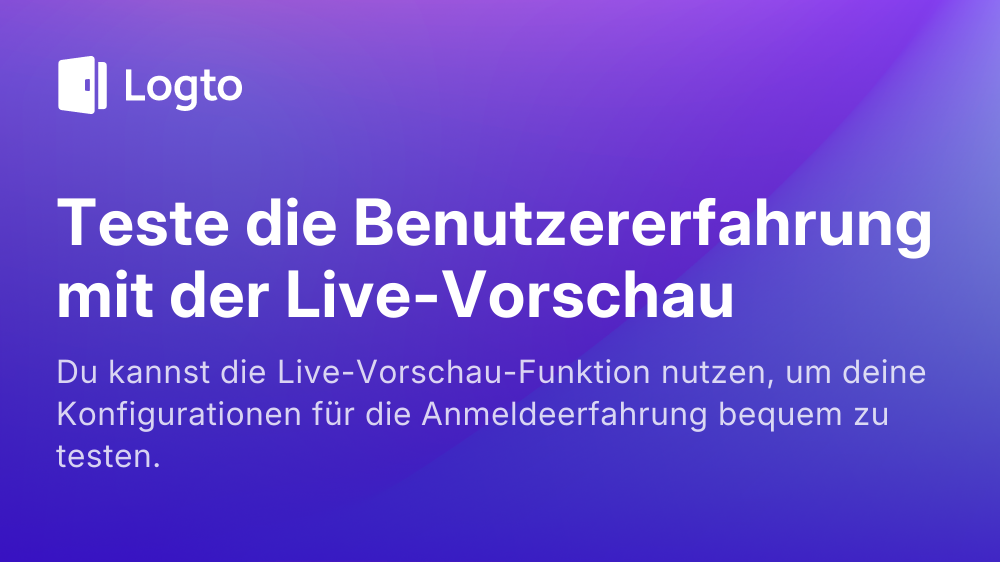 Logto
Teste die Benutzererfahrung
mit der Live-Vorschau
Du kannst die Live-Vorschau-Funktion nutzen, um deine
Konfigurationen für die Anmeldeerfahrung bequem zu
testen.